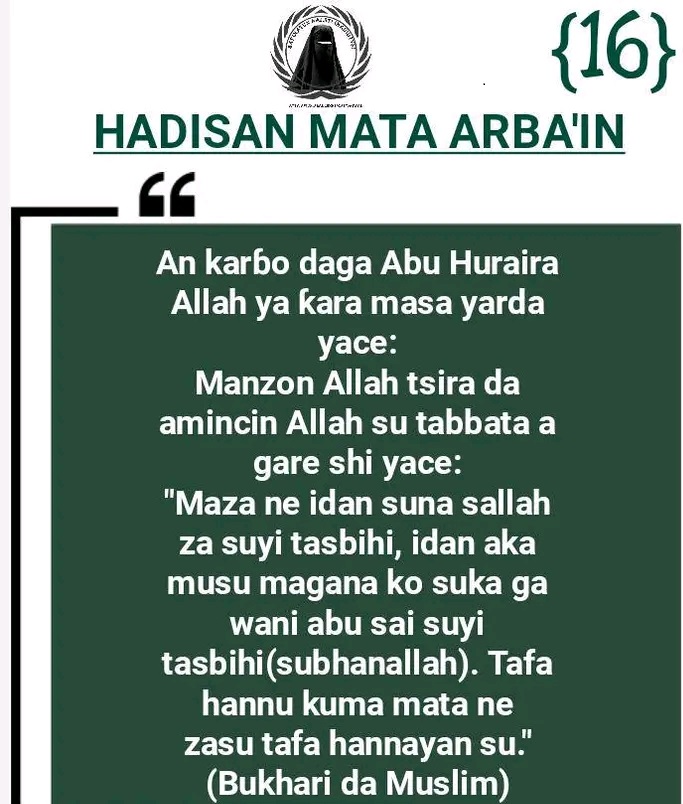 {16}
HADISAN MATA ARBA'IN
An karɓo daga Abu Huraira
Allah ya ƙara masa yarda
yace:
Manzon Allah tsira da
amincin Allah su tabbata a
gare shi yace:
"Maza ne idan suna sallah
za suyi tasbihi, idan aka
musu magana ko suka ga
wani abu sai suyi
tasbihi(subhanallah). Tafa
hannu kuma mata ne
zasu tafa hannayan su."
(Bukhari da Muslim)